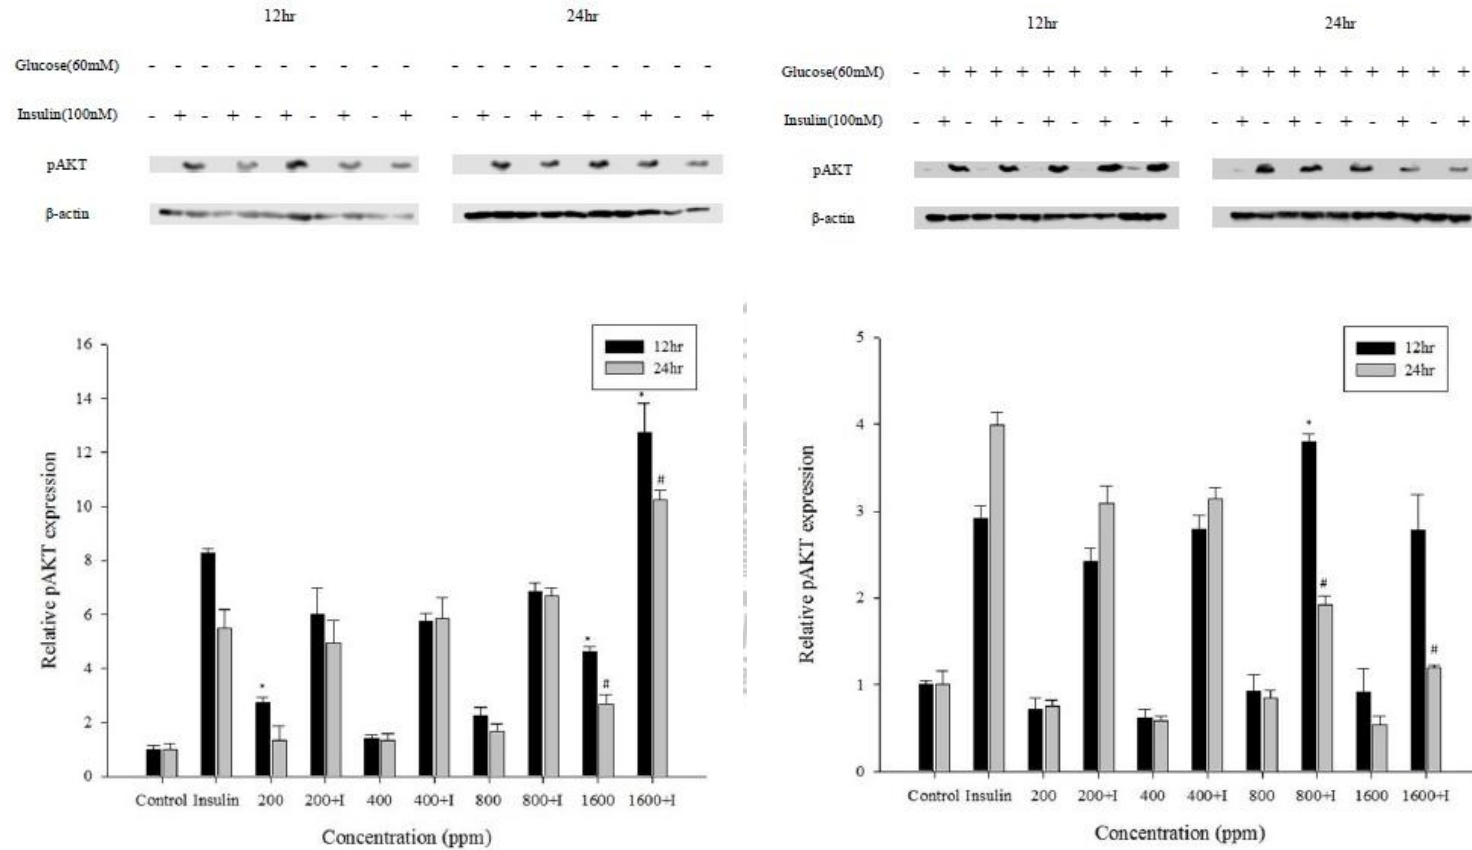 12hr 24hr
Glucose(60mM) - - - - - - - - - - - - - - - - - - - -
Insulin(100nM) - + - + - + - + - + - + - + - + - + - +
pAKT
β-actin
16
14
12
10
8
6
4
2
0
Relative pAKT expression
12hr
24hr
*
*
#
*
#
Control Insulin 200 200+I 400 400+I 800 800+I 1600 1600+I
Concentration (ppm)
12hr 24hr
Glucose(60mM) - + + + + + + + + + - + + + + + + + + +
Insulin(100nM) - + - + - + - + - + - + - + - + - + - +
pAKT
β-actin
5
4
3
2
1
0
Relative pAKT expression
12hr
24hr
*
#
#
Control Insulin 200 200+I 400 400+I 800 800+I 1600 1600+I
Concentration (ppm)